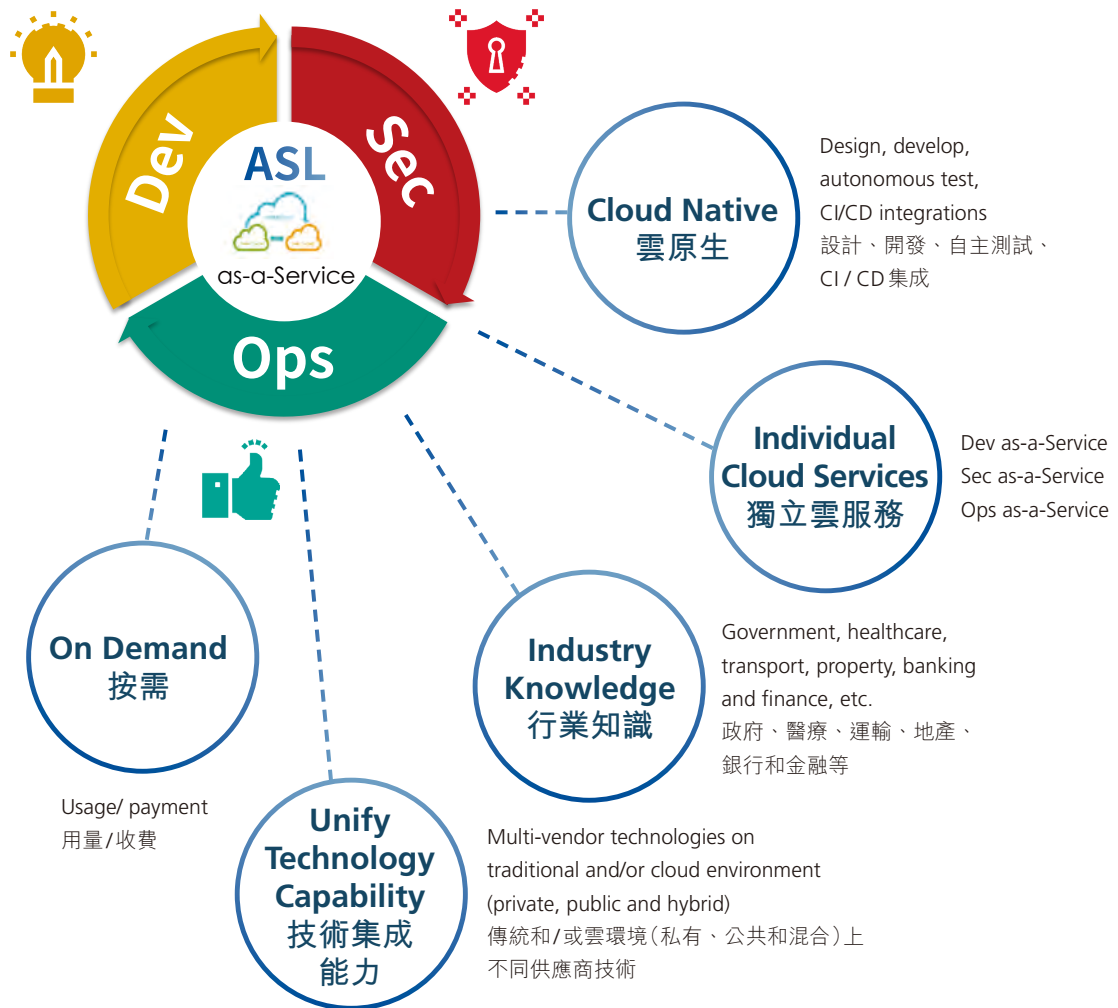 Dev
Sec
ASL
as-a-Service
Ops
Cloud Native
雲原生
Design, develop,
autonomous test,
CI/CD integrations
設計、開發、自主測試、
CI / CD 集成
Individual
Cloud Services
獨立雲服務
Dev as-a-Service
Sec as-a-Service
Ops as-a-Service
Industry
Knowledge
行業知識
Government, healthcare,
transport, property, banking
and finance, etc.
政府、醫療、運輸、地產、
銀行和金融等
On Demand
按需
Usage/ payment
用量/收費
Unify
Technology
Capability
技術集成
能力
Multi-vendor technologies on
traditional and/or cloud environment
(private, public and hybrid)
傳統和/或雲環境(私有、公共和混合)上
不同供應商技術